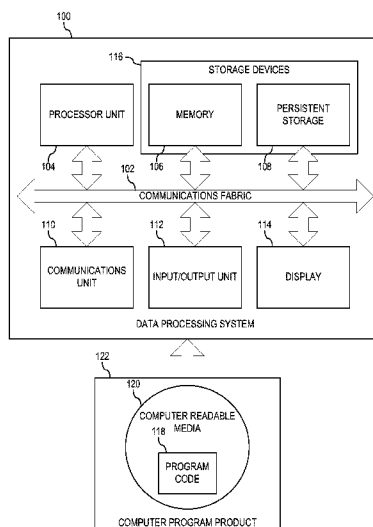 100
116
STORAGE DEVICES
PROCESSOR UNIT
MEMORY
PERSISTENT
STORAGE
104
106
108
102
COMMUNICATIONS FABRIC
110
112
114
COMMUNICATIONS
UNIT
INPUT/OUTPUT UNIT
DISPLAY
DATA PROCESSING SYSTEM
122
120
COMPUTER READABLE
MEDIA
118
PROGRAM
CODE
COMPUTER PROGRAM PRODUCT